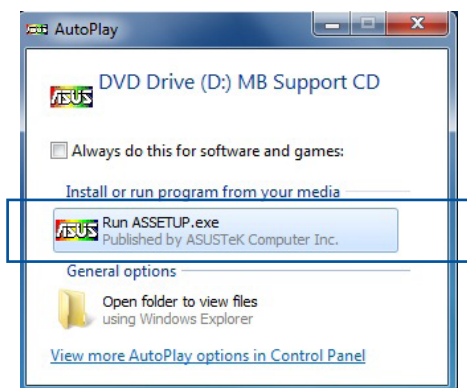 AutoPlay
ASUS DVD Drive (D:) MB Support CD
Always do this for software and games:
Install or run program from your media
ASUS Run ASSETUP.exe
Published by ASUSTeK Computer Inc.
General options
Open folder to view files
using Windows Explorer
View more AutoPlay options in Control Panel